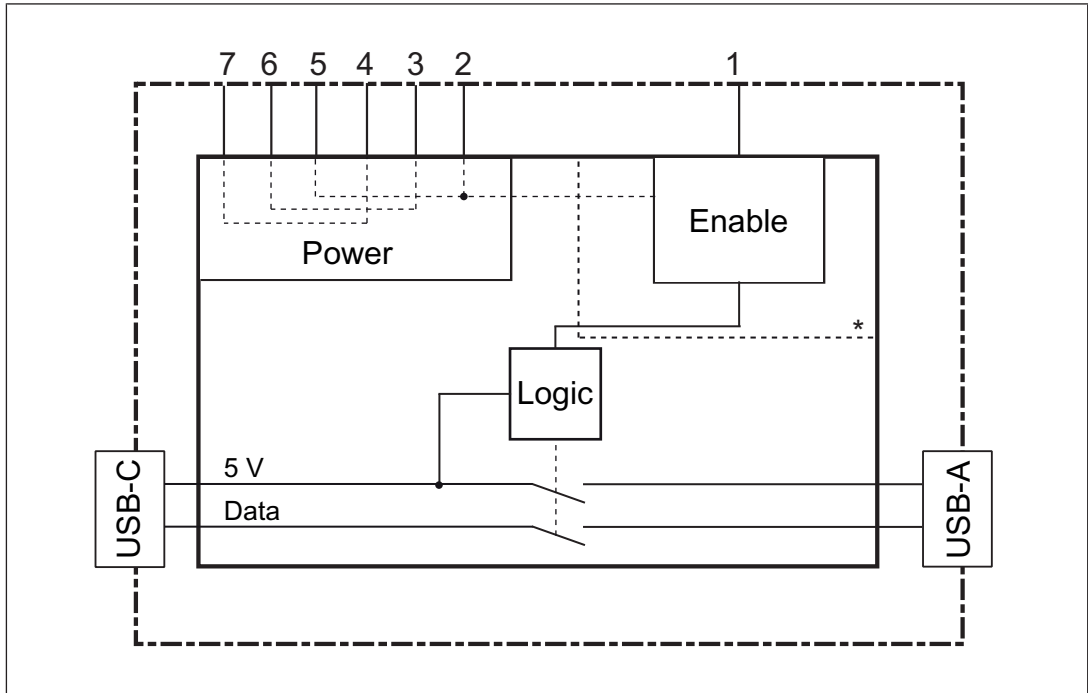 7 6 5 4 3 2 1
Enable
Power
*
Logic
USB-C
5 V
Data
USB-A